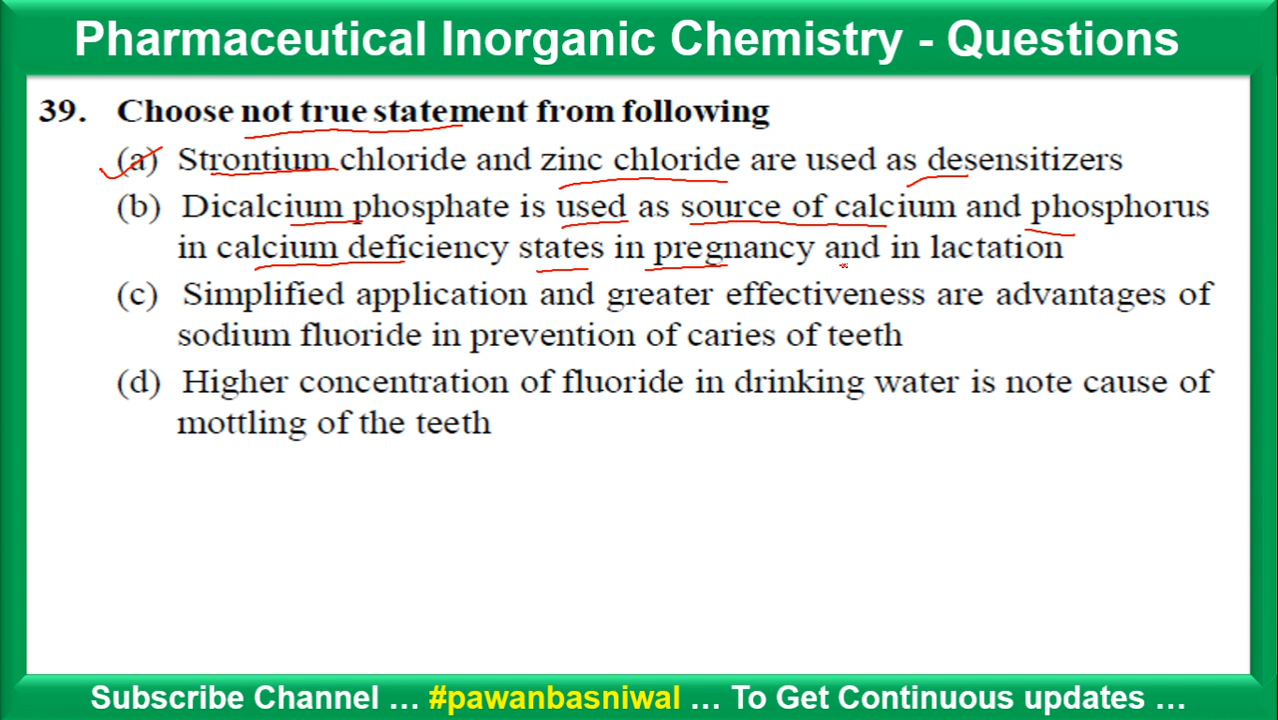 Pharmaceutical Inorganic Chemistry - Questions
39. Choose not true statement from following
(a) Strontium chloride and zinc chloride are used as desensitizers
(b) Dicalcium phosphate is used as source of calcium and phosphorus
in calcium deficiency states in pregnancy and in lactation
(c) Simplified application and greater effectiveness are advantages of
sodium fluoride in prevention of caries of teeth
(d) Higher concentration of fluoride in drinking water is note cause of
mottling of the teeth
Subscribe Channel ... #pawanbasniwal ... To Get Continuous updates ...